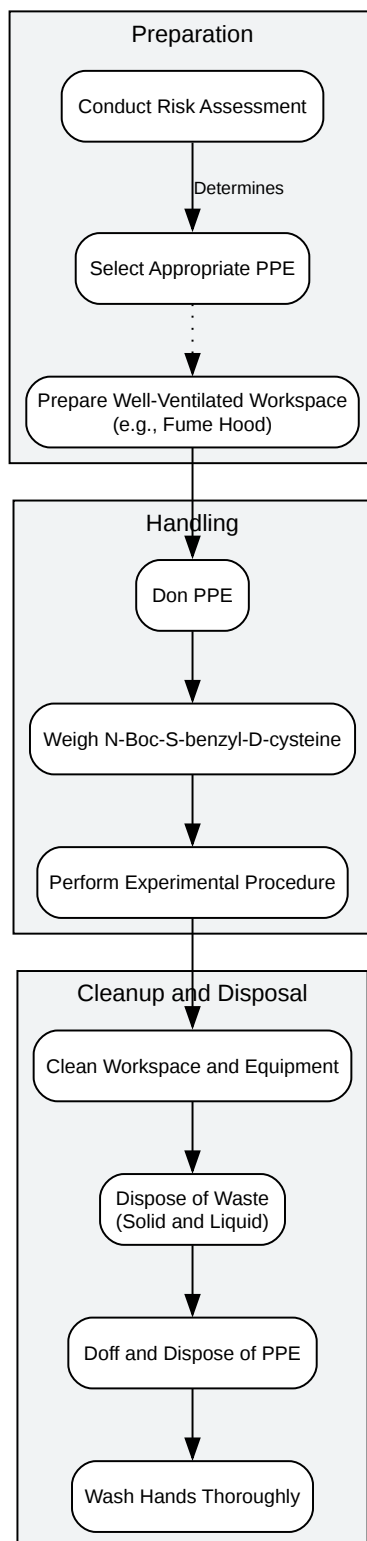 Preparation
Conduct Risk Assessment
Determines
Select Appropriate PPE
Prepare Well-Ventilated Workspace
(e.g., Fume Hood)
Handling
Don PPE
Weigh N-Boc-S-benzyl-D-cysteine
Perform Experimental Procedure
Cleanup and Disposal
Clean Workspace and Equipment
Dispose of Waste
(Solid and Liquid)
Doff and Dispose of PPE
Wash Hands Thoroughly